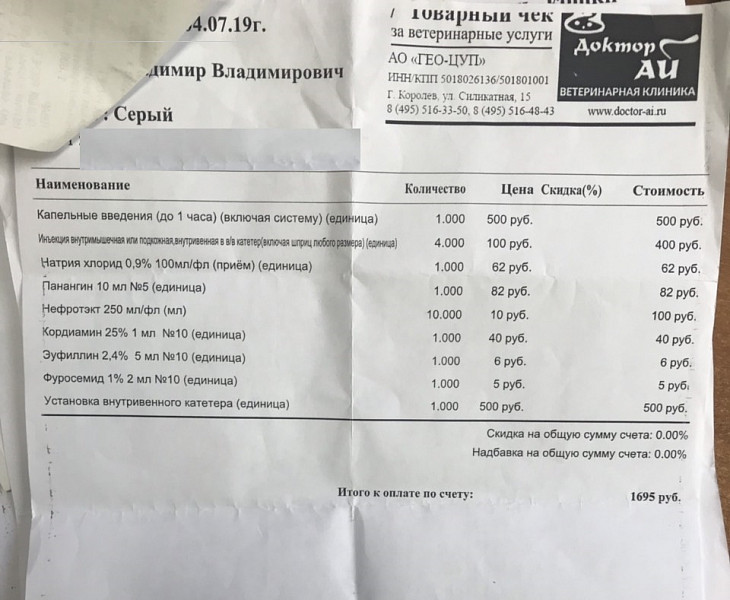 Товарный чек
за ветеринарные услуги
АО «ГЕО-ЦУП»
ИНН/КПП 5018026136/501801001
Г. Королев, ул. Силикатная, 15
8 (495) 516-33-50, 8 (495) 516-48-43
Доктор
АЙ
ВЕТЕРИНАРНАЯ КЛИНИКА
www.doctor-ai.ru
4.07.19г.
димир Владимирович
: Серый
Наименование Количество Цена Скидка(%) Стоимость
Капельные введения (до 1 часа) (включая систему) (единица) 1.000 500 руб. 500 руб.
Инъекция внутримышечная или подкожная,внутривенная в в/в катетер(включая шприц любого размера) (единица) 4.000 100 руб. 400 руб.
Натрия хлорид 0,9% 100мл/фл (приём) (единица) 1.000 62 руб. 62 руб.
Панангин 10 мл №5 (единица) 1.000 82 руб. 82 руб.
Нефротэкт 250 мл/фл (мл) 10.000 10 руб. 100 руб.
Кордиамин 25% 1 мл №10 (единица) 1.000 40 руб. 40 руб.
Эуфиллин 2,4% 5 мл №10 (единица) 1.000 6 руб. 6 руб.
Фуросемид 1% 2 мл №10 (единица) 1.000 5 руб. 5 руб.
Установка внутривенного катетера (единица) 1.000 500 руб. 500 руб.
Скидка на общую сумму счета: 0.00%
Надбавка на общую сумму счета: 0.00%
Итого к оплате по счету: 1695 руб.